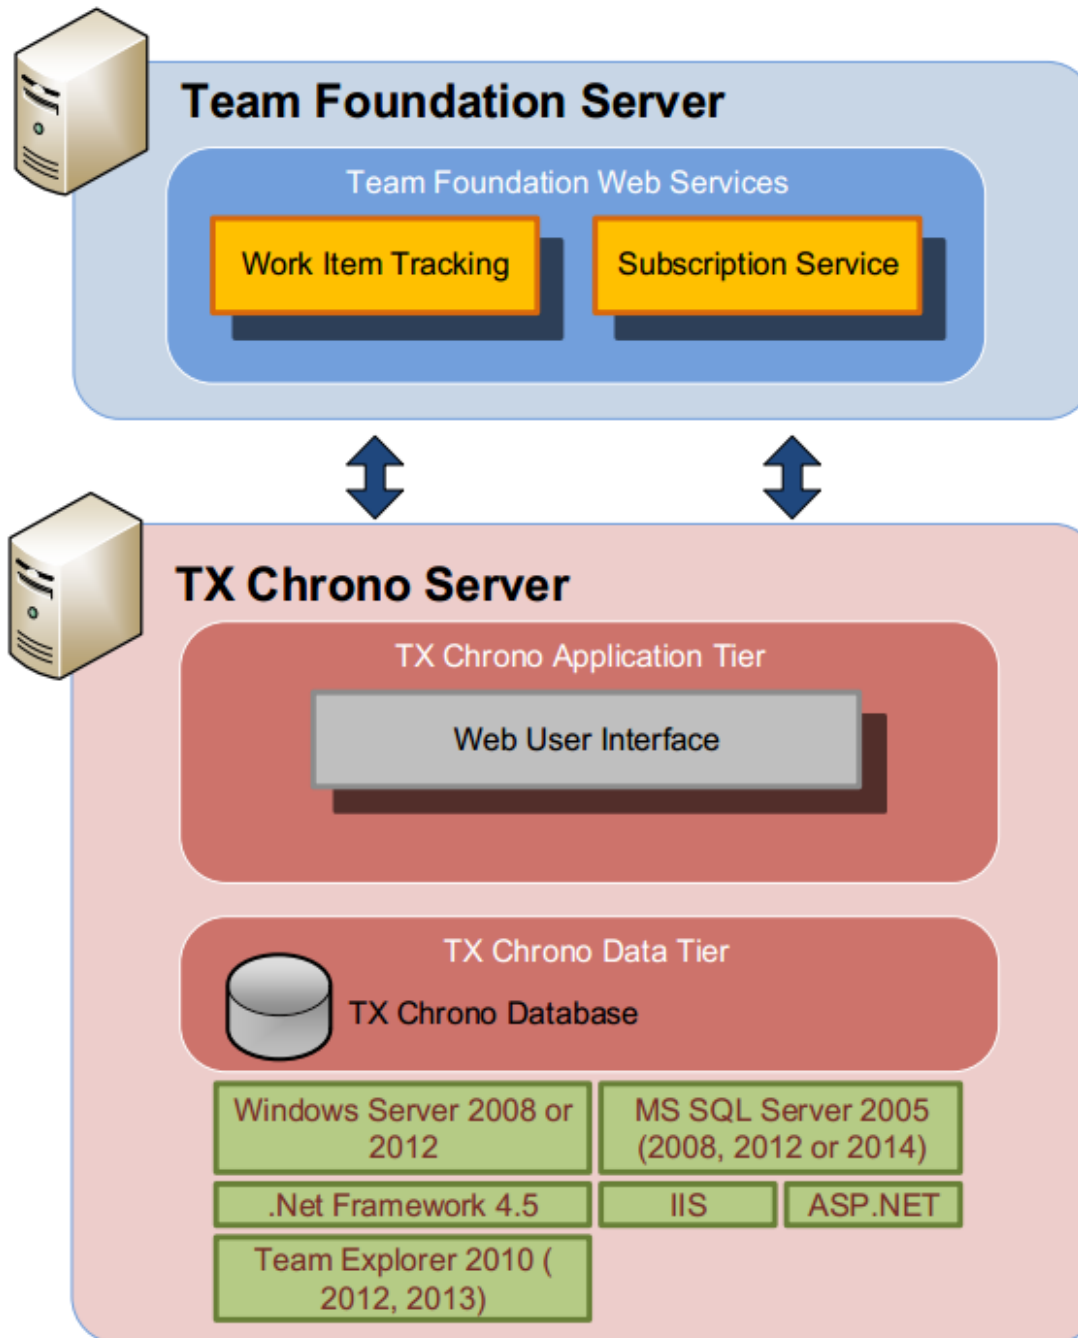 Team Foundation Server
Team Foundation Web Services
Work Item Tracking
Subscription Service
TX Chrono Server
TX Chrono Application Tier
Web User Interface
TX Chrono Data Tier
TX Chrono Database
Windows Server 2008 or
2012
MS SQL Server 2005
(2008, 2012 or 2014)
.Net Framework 4.5
IIS
ASP.NET
Team Explorer 2010 (
2012, 2013)